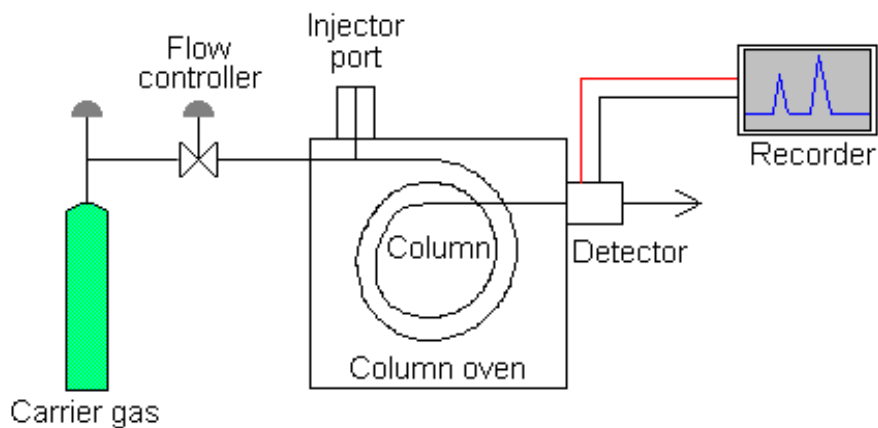 Flow
controller
Injector
port
Recorder
Column
Detector
Column oven
Carrier gas